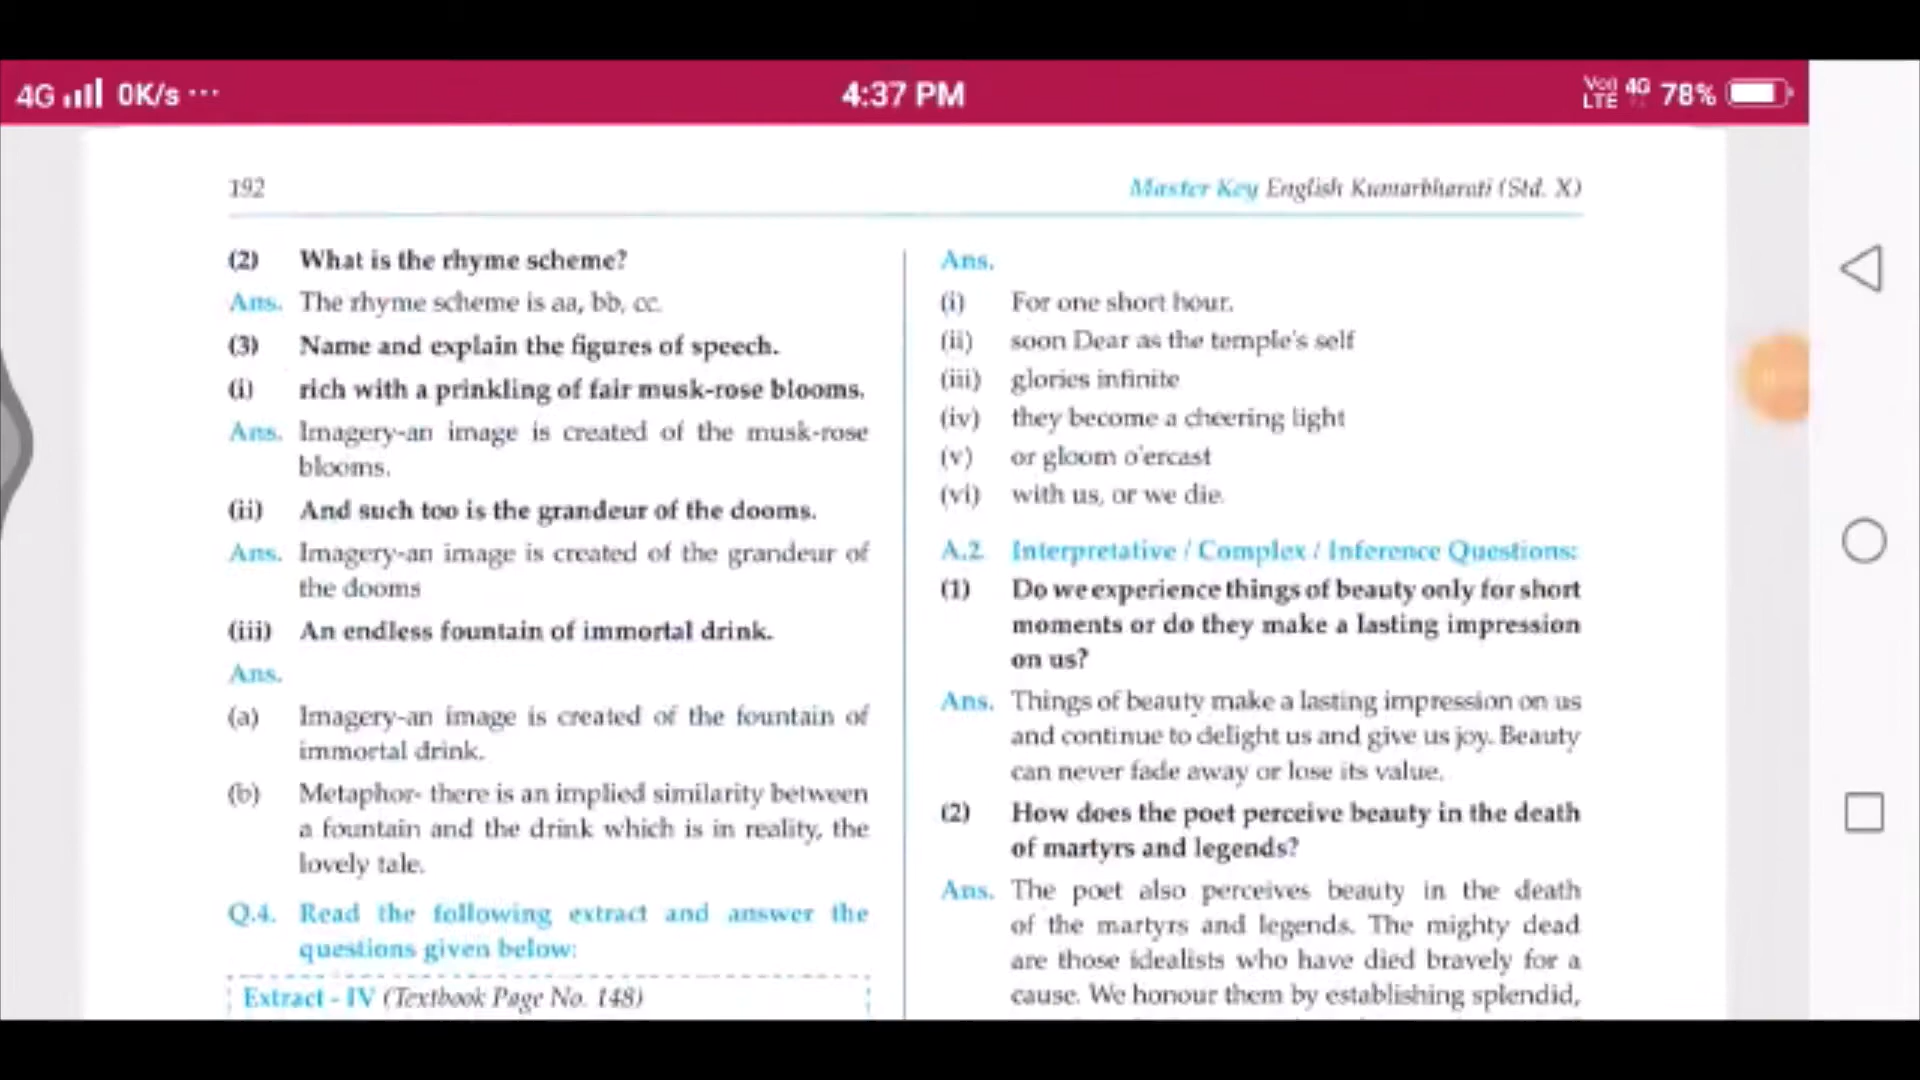 4G 0K/s ...
4:37 PM
Vo)) LTE 4G 78%
192
Master Key English Kumarbharati (Std. X)
(2) What is the rhyme scheme?
Ans. The rhyme scheme is aa, bb, cc.
(3) Name and explain the figures of speech.
(i) rich with a prinkling of fair musk-rose blooms.
Ans. Imagery-an image is created of the musk-rose
blooms.
(ii) And such too is the grandeur of the dooms.
Ans. Imagery-an image is created of the grandeur of
the dooms
(iii) An endless fountain of immortal drink.
Ans.
(a) Imagery-an image is created of the fountain of
immortal drink.
(b) Metaphor- there is an implied similarity between
a fountain and the drink which is in reality, the
lovely tale.
Q.4. Read the following extract and answer the
questions given below:
Extract - IV (Textbook Page No. 148)
Ans.
(i) For one short hour.
(ii) soon Dear as the temple's self
(iii) glories infinite
(iv) they become a cheering light
(v) or gloom o'ercast
(vi) with us, or we die.
A.2 Interpretative / Complex / Inference Questions:
(1) Do we experience things of beauty only for short
moments or do they make a lasting impression
on us?
Ans. Things of beauty make a lasting impression on us
and continue to delight us and give us joy. Beauty
can never fade away or lose its value.
(2) How does the poet perceive beauty in the death
of martyrs and legends?
Ans. The poet also perceives beauty in the death
of the martyrs and legends. The mighty dead
are those idealists who have died bravely for a
cause. We honour them by establishing splendid,